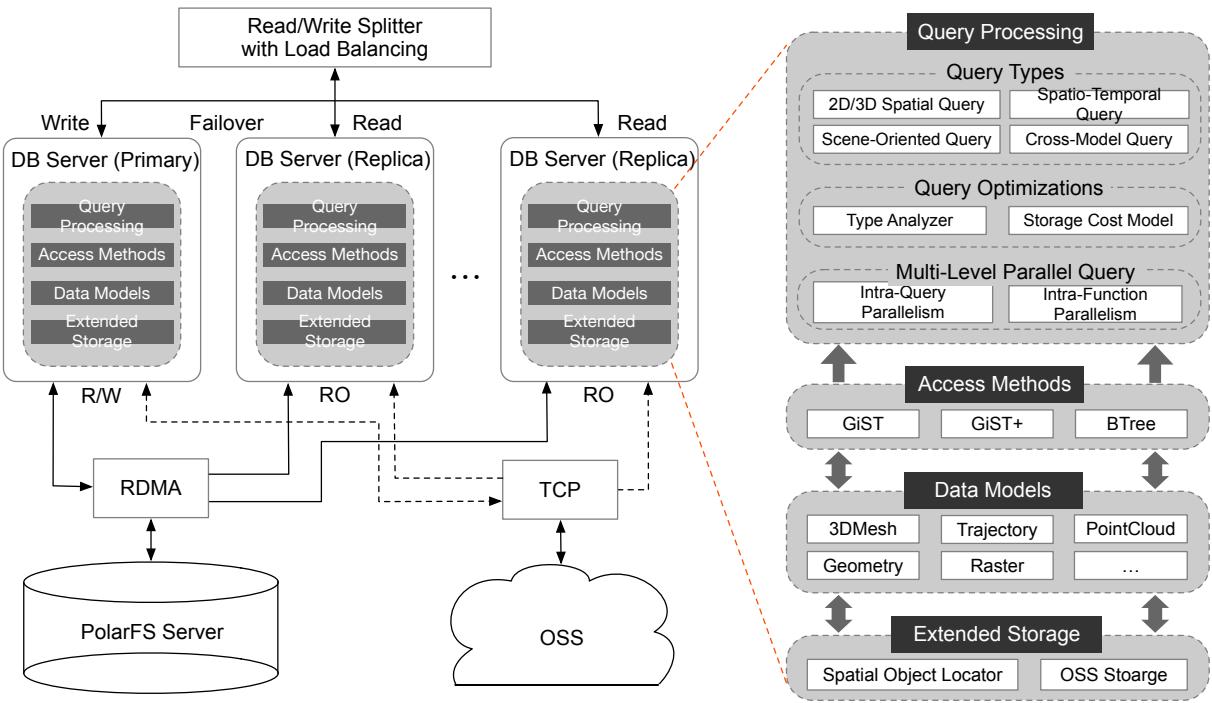 Read/Write Splitter
with Load Balancing
Write
Failover
Read
Read
DB Server (Primary)
Query
Processing
Access Methods
Data Models
Extended
Storage
DB Server (Replica)
Query
Processing
Access Methods
Data Models
Extended
Storage
...
DB Server (Replica)
Query
Processing
Access Methods
Data Models
Extended
Storage
R/W
RO
RO
RDMA
TCP
PolarFS Server
OSS
Query Processing
Query Types
2D/3D Spatial Query
Spatio-Temporal
Query
Scene-Oriented Query
Cross-Model Query
Query Optimizations
Type Analyzer
Storage Cost Model
Multi-Level Parallel Query
Intra-Query
Parallelism
Intra-Function
Parallelism
Access Methods
GiST
GiST+
BTree
Data Models
3DMesh
Trajectory
PointCloud
Geometry
Raster
...
Extended Storage
Spatial Object Locator
OSS Stoarge